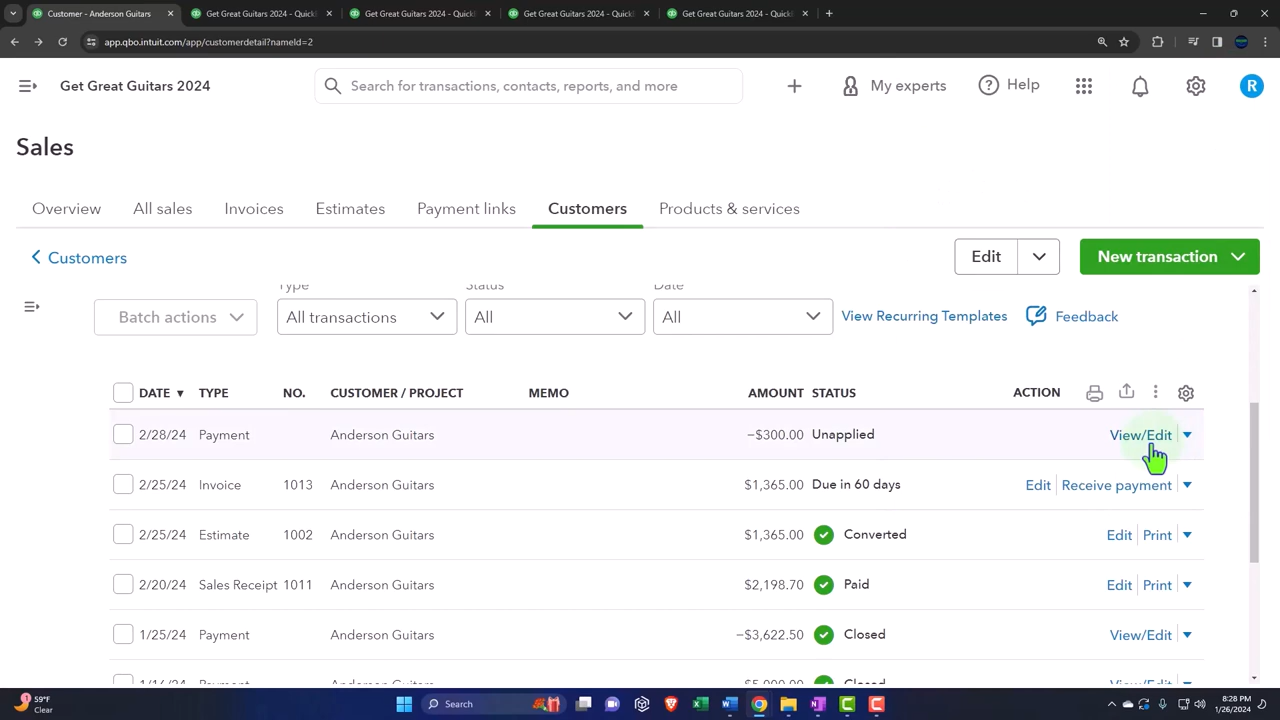 Customer - Get Great Guitars
Get Great Guitars 2024 - Quick
Get Great Guitars 2024 - Quick
Get Great Guitars 2024 - Quick
Get Great Guitars 2024 - Quick
app.qbo.intuit.com/app/customerdetail?nameId=2
Get Great Guitars 2024
Search for transactions, contacts, reports, and more
My experts
Help
R
Sales
Overview
All sales
Invoices
Estimates
Payment links
Customers
Products & services
Customers
Edit
New transaction
Type
Status
Date
Batch actions
All transactions
All
All
View Recurring Templates
Feedback
DATE TYPE NO. CUSTOMER / PROJECT MEMO AMOUNT STATUS ACTION
2/28/24 Payment Anderson Guitars −$300.00 Unapplied View/Edit
2/25/24 Invoice 1013 Anderson Guitars $1,365.00 Due in 60 days Edit Receive payment
2/25/24 Estimate 1002 Anderson Guitars $1,365.00 Converted Edit Print
2/20/24 Sales Receipt 1011 Anderson Guitars $2,198.70 Paid Edit Print
1/25/24 Payment Anderson Guitars −$3,622.50 Closed View/Edit
59°F
Clear
Search
8:28 PM
1/26/2024